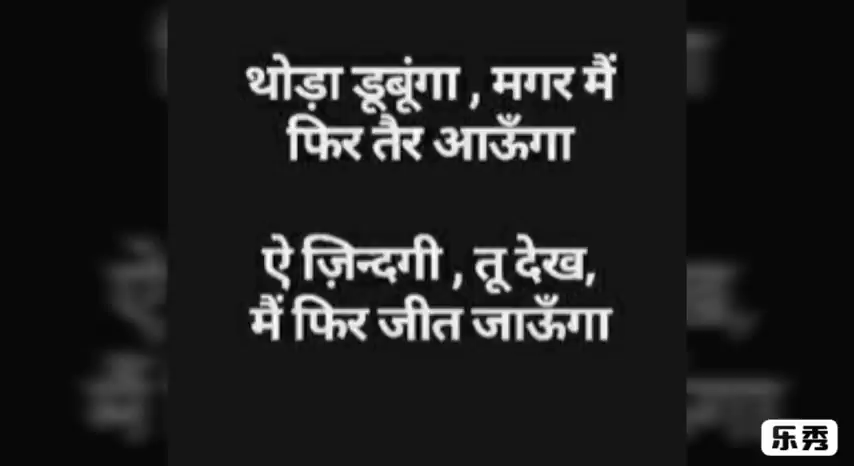 थोड़ा डूबूंगा , मगर मैं
फिर तैर आऊँगा
ऐ ज़िन्दगी , तू देख,
मैं फिर जीत जाऊँगा
乐秀